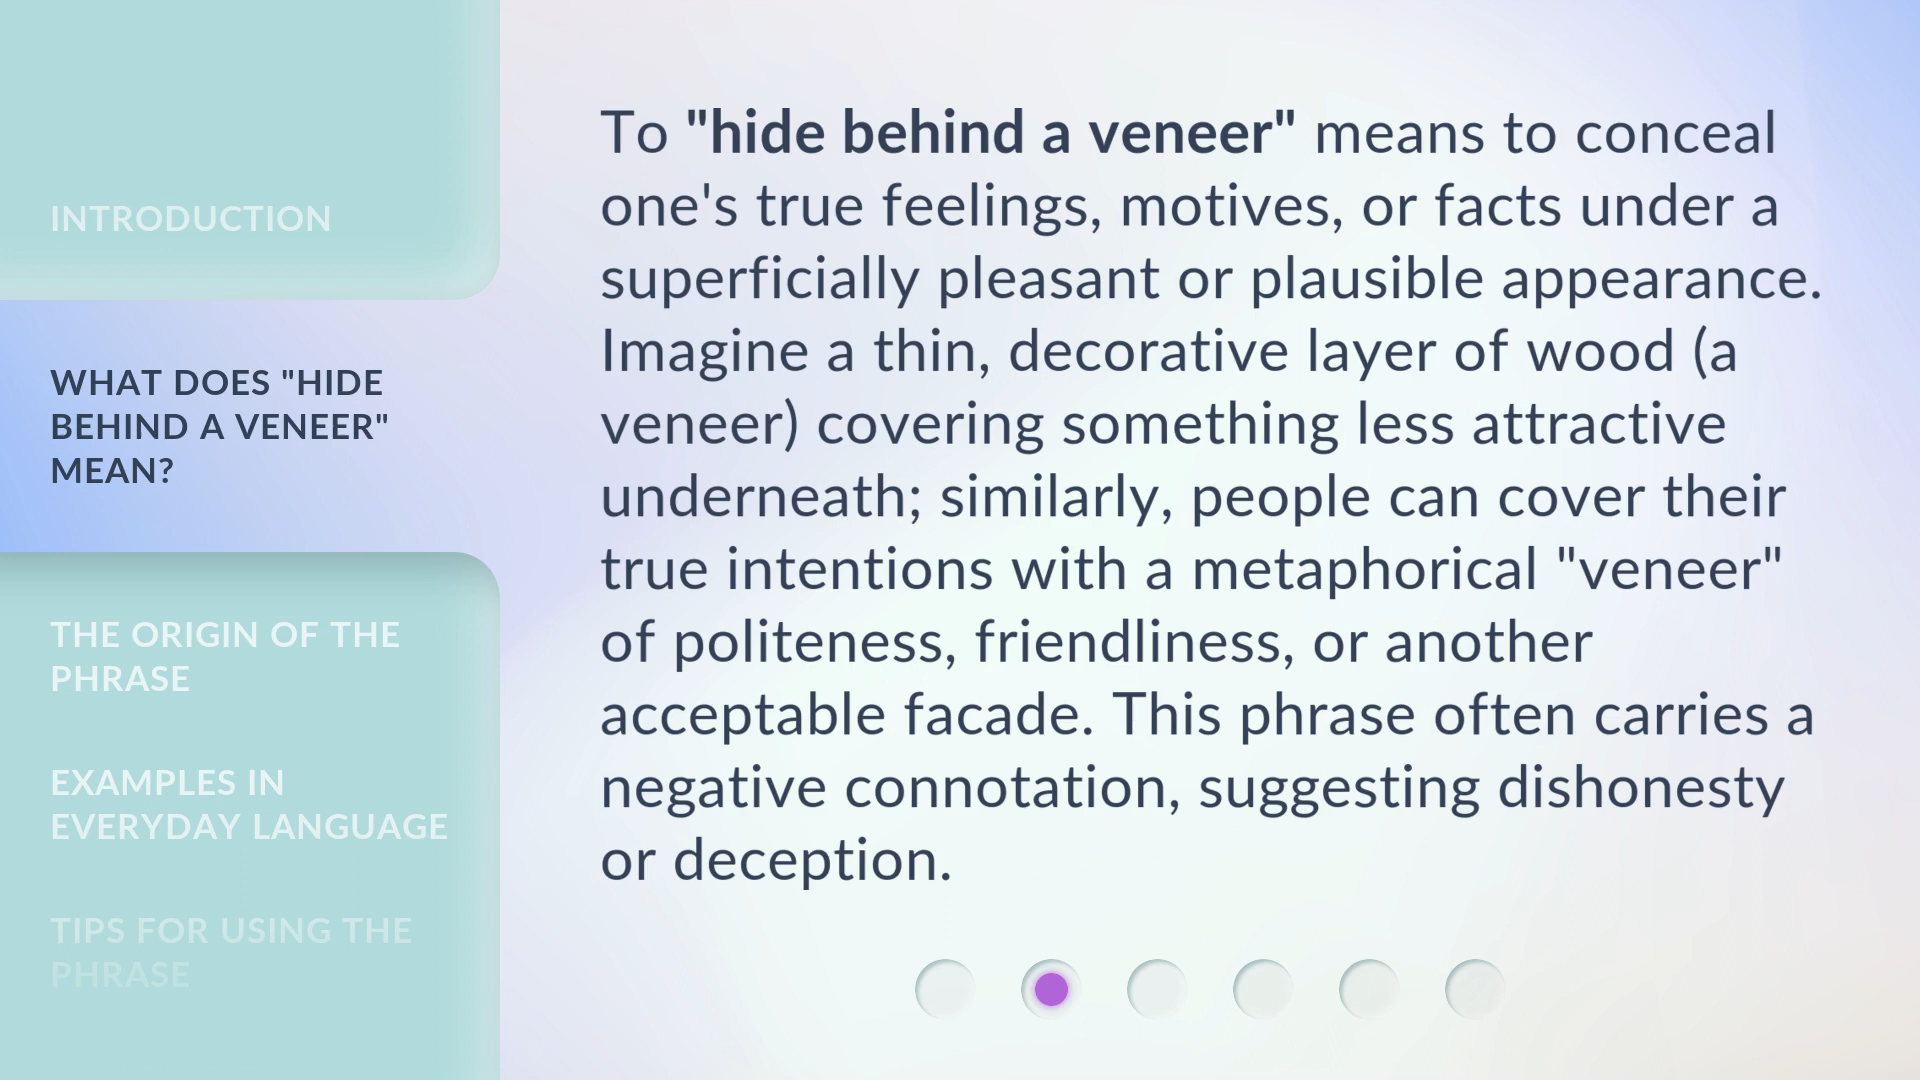 INTRODUCTION
WHAT DOES "HIDE
BEHIND A VENEER"
MEAN?
THE ORIGIN OF THE
PHRASE
EXAMPLES IN
EVERYDAY LANGUAGE
TIPS FOR USING THE
PHRASE
To "hide behind a veneer" means to conceal
one's true feelings, motives, or facts under a
superficially pleasant or plausible appearance.
Imagine a thin, decorative layer of wood (a
veneer) covering something less attractive
underneath; similarly, people can cover their
true intentions with a metaphorical "veneer"
of politeness, friendliness, or another
acceptable facade. This phrase often carries a
negative connotation, suggesting dishonesty
or deception.